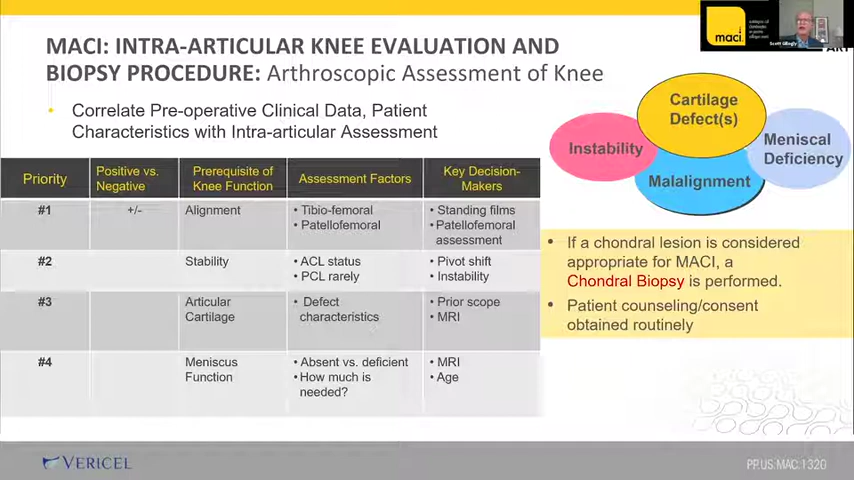 maci
Scott Gillogly
ART
MACI: INTRA-ARTICULAR KNEE EVALUATION AND
BIOPSY PROCEDURE: Arthroscopic Assessment of Knee
• Correlate Pre-operative Clinical Data, Patient
Characteristics with Intra-articular Assessment
Priority
Positive vs.
Negative
Prerequisite of
Knee Function
Assessment Factors
Key Decision-
Makers
#1
+/-
Alignment
• Tibio-femoral
• Patellofemoral
• Standing films
• Patellofemoral
assessment
#2
Stability
• ACL status
• PCL rarely
• Pivot shift
• Instability
#3
Articular
Cartilage
• Defect
characteristics
• Prior scope
• MRI
#4
Meniscus
Function
• Absent vs. deficient
• How much is
needed?
• MRI
• Age
Cartilage
Defect(s)
Instability
Meniscal
Deficiency
Malalignment
• If a chondral lesion is considered
appropriate for MACI, a
Chondral Biopsy is performed.
• Patient counseling/consent
obtained routinely
VERICEL
PP.US.MAC.1320